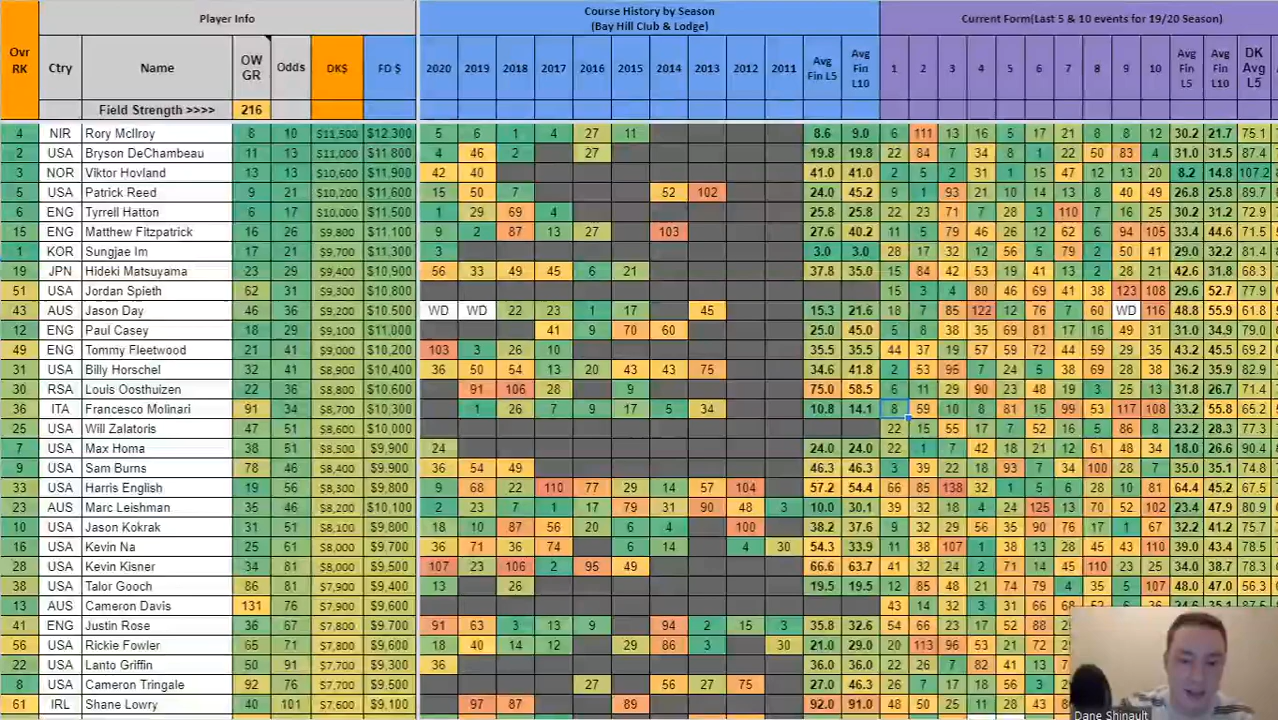 Player Info Course History by Season Current Form(Last 5 & 10 events for 19/20 Season)
(Bay Hill Club & Lodge)
Ovr RK Ctry Name OW GR Odds DK$ FD $ 2020 2019 2018 2017 2016 2015 2014 2013 2012 2011 Avg Fin L5 Avg Fin L10 1 2 3 4 5 6 7 8 9 10 Avg Fin L5 Avg Fin L10 DK Avg L5
Field Strength >>>> 216
4 NIR Rory McIlroy 8 10 $11,500 $12,300 5 6 1 4 27 11 8.6 9.0 6 111 13 16 5 17 21 8 8 12 30.2 21.7 75.1
2 USA Bryson DeChambeau 11 13 $11,000 $11,800 4 46 2 27 19.8 19.8 22 84 7 34 8 1 22 50 83 4 31.0 31.5 87.4
3 NOR Viktor Hovland 13 13 $10,600 $11,900 42 40 41.0 41.0 2 5 2 31 1 15 47 12 13 20 8.2 14.8 107.2
5 USA Patrick Reed 9 21 $10,200 $11,600 15 50 7 52 102 24.0 45.2 9 1 93 21 10 14 13 8 40 49 26.8 25.8 89.7
6 ENG Tyrrell Hatton 6 17 $10,000 $11,500 1 29 69 4 25.8 25.8 22 23 71 7 28 3 110 7 16 25 30.2 31.2 72.9
15 ENG Matthew Fitzpatrick 16 26 $9,800 $11,100 9 2 87 13 27 103 27.6 40.2 11 5 79 46 26 12 62 6 94 105 33.4 44.6 71.5
1 KOR Sungjae Im 17 21 $9,700 $11,300 3 3.0 3.0 28 17 32 12 56 5 79 2 50 41 29.0 32.2 81.4
19 JPN Hideki Matsuyama 23 29 $9,400 $10,900 56 33 49 45 6 21 37.8 35.0 15 84 42 53 19 41 13 2 28 21 42.6 31.8 68.3
51 USA Jordan Spieth 62 31 $9,300 $10,800 15 3 4 80 46 69 41 38 123 108 29.6 52.7 77.9
43 AUS Jason Day 46 36 $9,200 $10,500 WD WD 22 23 1 17 45 15.3 21.6 18 7 85 122 12 76 7 60 WD 116 48.8 55.9 61.8
12 ENG Paul Casey 18 29 $9,100 $11,000 41 9 70 60 25.0 45.0 5 8 38 35 69 81 17 16 49 31 31.0 34.9 79.0
49 ENG Tommy Fleetwood 21 41 $9,000 $10,200 103 3 26 10 35.5 35.5 44 37 19 57 59 72 44 59 29 35 43.2 45.5 69.2
31 USA Billy Horschel 32 41 $8,900 $10,400 36 50 54 13 20 43 43 75 34.6 41.8 2 53 95 7 24 5 38 69 28 38 36.2 35.9 82.9
30 RSA Louis Oosthuizen 22 36 $8,800 $10,600 91 106 28 9 75.0 58.5 6 11 29 90 23 48 19 3 25 13 31.8 26.7 71.4
36 ITA Francesco Molinari 91 34 $8,700 $10,300 1 26 7 9 17 5 34 10.8 14.1 8 59 10 8 81 15 99 53 117 108 33.2 55.8 65.2
25 USA Will Zalatoris 47 51 $8,600 $10,000 22 15 55 17 7 52 16 5 86 8 23.2 28.3 77.3
7 USA Max Homa 38 51 $8,500 $9,900 24 24.0 24.0 22 1 7 42 18 21 8 61 48 34 18.0 26.6 90.4
9 USA Sam Burns 78 46 $8,400 $9,900 36 54 49 46.3 46.3 3 39 22 18 93 7 34 100 28 7 35.0 35.1 74.8
33 USA Harris English 19 56 $8,300 $9,800 9 68 22 110 77 29 14 57 104 57.2 54.4 66 85 138 32 1 5 6 28 10 81 64.4 45.2 67.5
23 AUS Marc Leishman 35 46 $8,200 $10,100 2 23 7 1 17 79 31 90 48 3 10.0 30.1 39 32 18 4 24 125 13 70 52 102 23.4 47.9 80.9
10 USA Jason Kokrak 31 51 $8,100 $9,800 18 10 87 56 20 6 4 100 38.2 37.6 9 32 29 56 35 90 76 17 1 67 32.2 41.2 75.7
16 USA Kevin Na 25 61 $8,000 $9,700 36 71 36 74 6 14 4 30 54.3 33.9 11 38 107 1 38 13 28 45 43 110 39.0 43.4 78.5
28 USA Kevin Kisner 34 81 $8,000 $9,500 107 23 106 2 95 49 66.6 63.7 41 32 24 2 71 14 45 110 23 25 34.0 38.7 78.3
38 USA Talor Gooch 86 81 $7,900 $9,400 13 26 19.5 19.5 12 85 48 21 74 79 4 35 5 107 48.0 47.0 56.3
13 AUS Cameron Davis 131 76 $7,900 $9,600 43 14 32 3 31 66
41 ENG Justin Rose 36 67 $7,800 $9,700 91 63 3 13 9 94 2 15 3 35.8 32.6 54 66 23 17 52 88
56 USA Rickie Fowler 65 71 $7,800 $9,600 18 40 14 12 29 86 3 30 21.0 29.0 20 113 96 53 21 72
22 USA Lanto Griffin 50 91 $7,700 $9,300 36 36.0 36.0 22 26 7 82 41 13
8 USA Cameron Tringale 92 76 $7,700 $9,500 16 56 27 75 27.0 46.3 26 7 17 18 56 3
61 IRL Shane Lowry 40 101 $7,600 $9,100 97 87 89 92.0 91.0 48 50 21
Dane Shinault